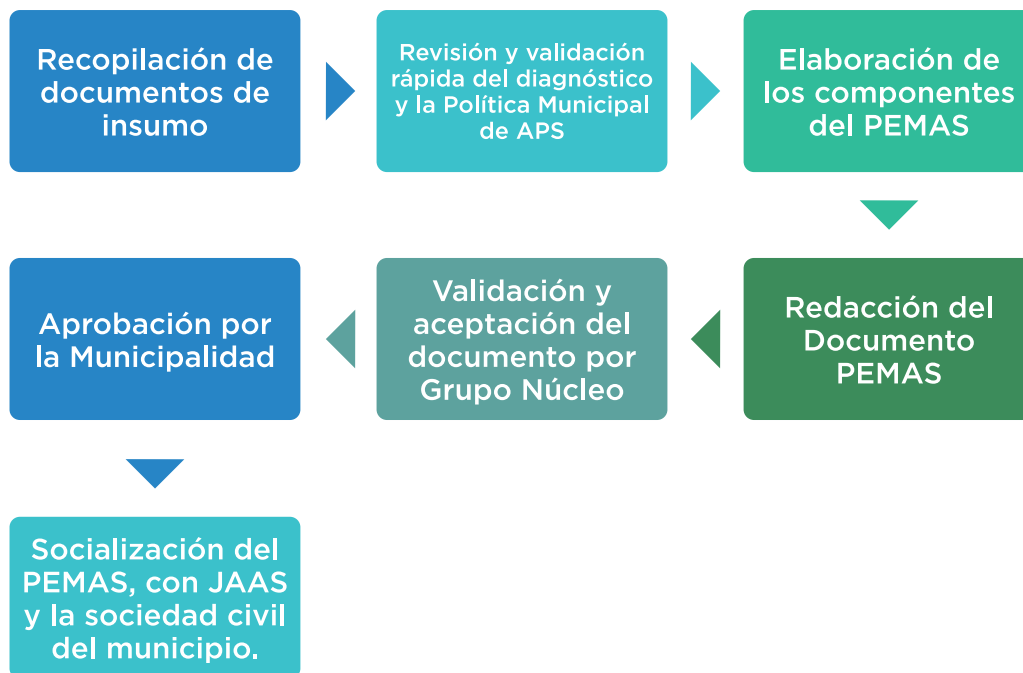 Recopilación de
documentos de
insumo
Revisión y validación
rápida del diagnóstico
y la Política Municipal
de APS
Elaboración de
los componentes
del PEMAS
Redacción del
Documento
PEMAS
Validación y
aceptación del
documento por
Grupo Núcleo
Aprobación por
la Municipalidad
Socialización del
PEMAS, con JAAS
y la sociedad civil
del municipio.